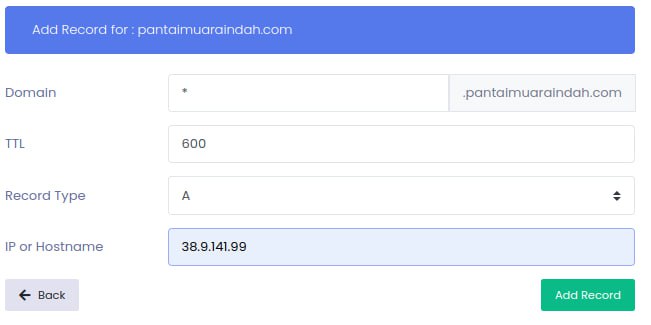 Add Record for : pantaimuaraindah.com
Domain * .pantaimuaraindah.com
TTL 600
Record Type A
IP or Hostname 38.9.141.99
Back Add Record